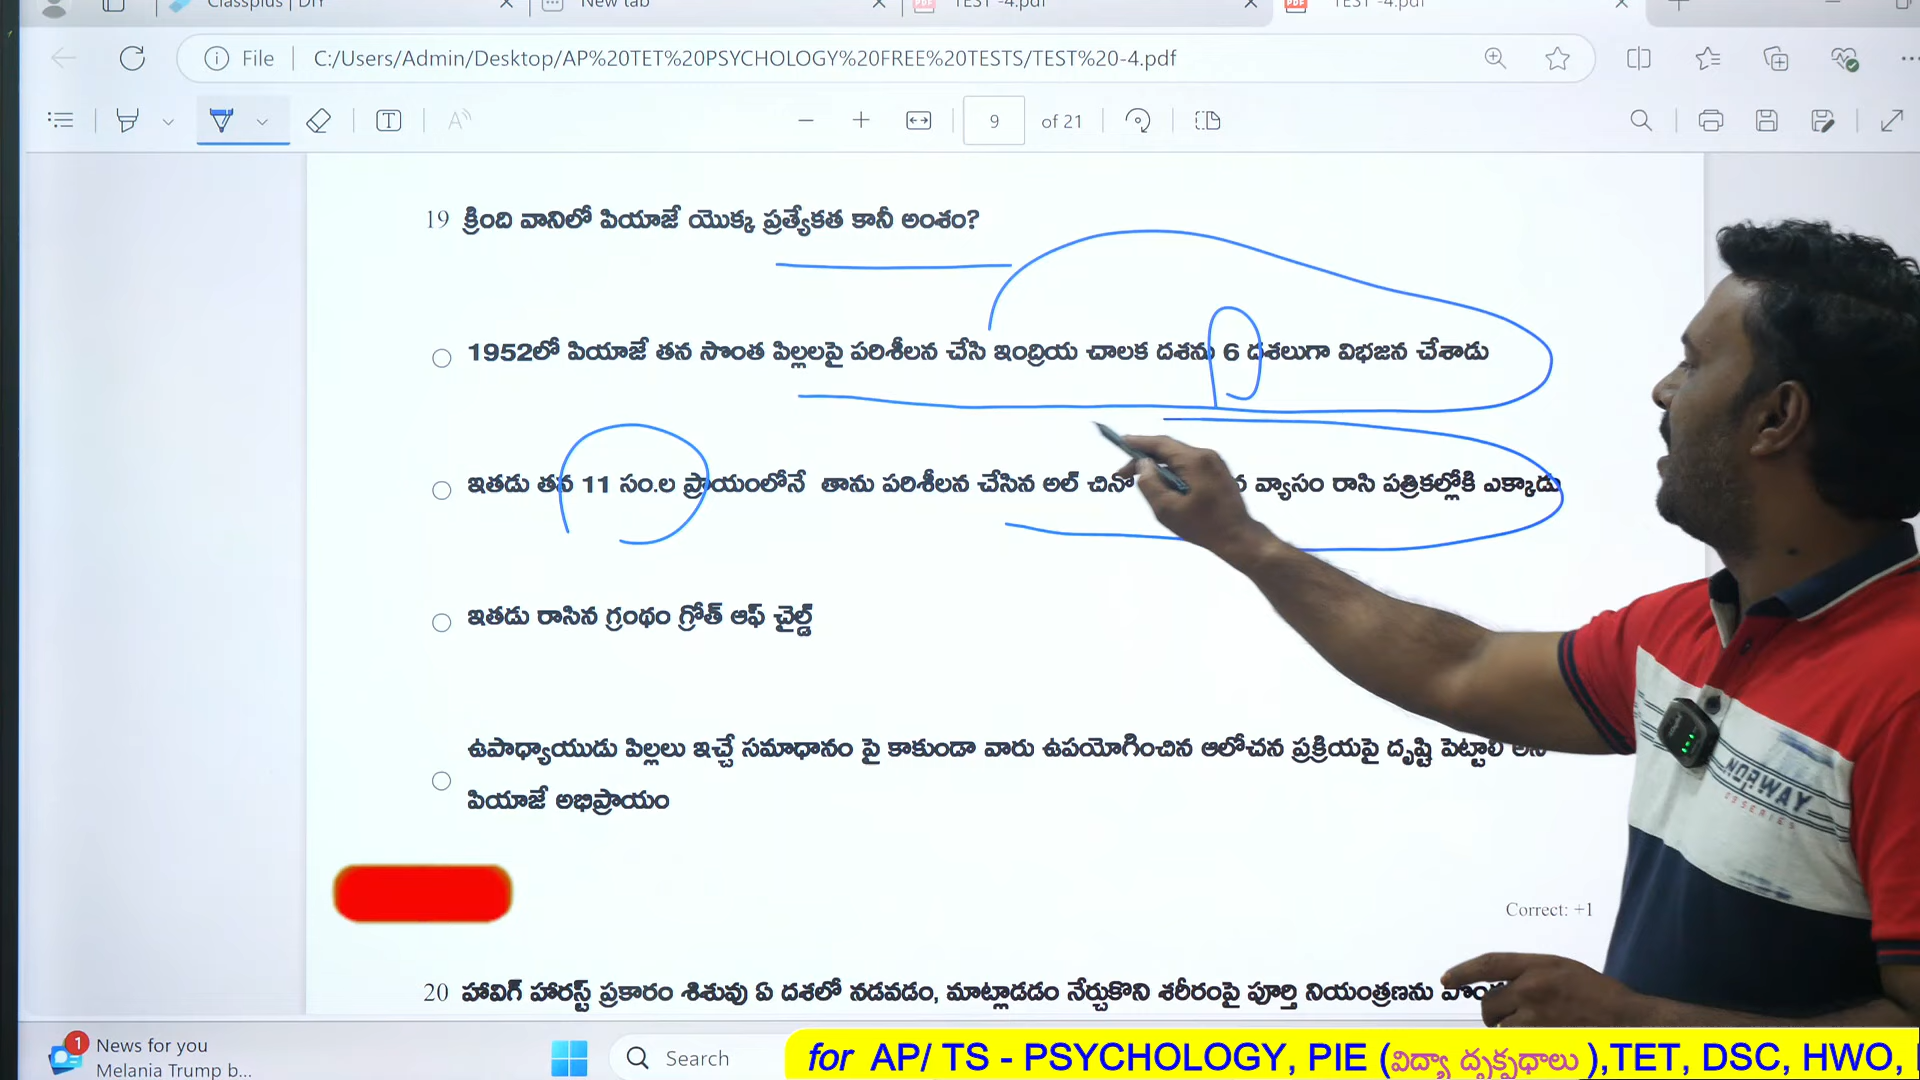 Classplus | DIY
New tab
TEST -4.pdf
TEST -4.pdf
File
C:/Users/Admin/Desktop/AP%20TET%20PSYCHOLOGY%20FREE%20TESTS/TEST%20-4.pdf
9 of 21
19 క్రింది వానిలో పియాజే యొక్క ప్రత్యేకత కానీ అంశం?
1952లో పియాజే తన సొంత పిల్లలపై పరిశీలన చేసి ఇంద్రియ చాలక దశను 6 దశలుగా విభజన చేశాడు
ఇతడు తన 11 సం.ల ప్రాయంలోనే తాను పరిశీలన చేసిన అల్ చినో వ్యాసం రాసి పత్రికల్లోకి ఎక్కాడు
ఇతడు రాసిన గ్రంథం గ్రోత్ ఆఫ్ చైల్డ్
ఉపాధ్యాయుడు పిల్లలు ఇచ్చే సమాధానం పై కాకుండా వారు ఉపయోగించిన ఆలోచన ప్రక్రియపై దృష్టి పెట్టాలి అని
పియాజే అభిప్రాయం
Correct: +1
20 హావిగ్ హారస్ట్ ప్రకారం శిశువు ఏ దశలో నడవడం, మాట్లాడడం నేర్చుకొని శరీరంపై పూర్తి నియంత్రణను
NORWAY
1 News for you
Melania Trump b...
Search
for AP/ TS - PSYCHOLOGY, PIE (విద్యా దృక్పధాలు ),TET, DSC, HWO,